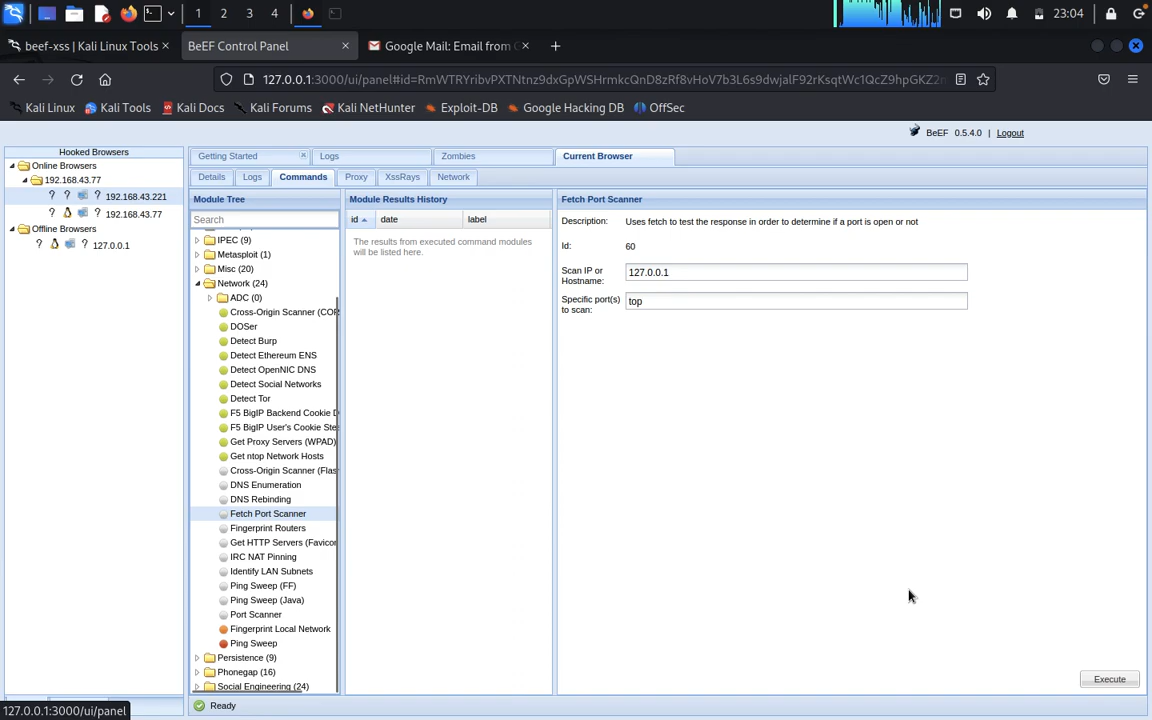 1
2
3
4
23:04
beef-xss | Kali Linux Tools
BeEF Control Panel
Google Mail: Email from
127.0.0.1:3000/ui/panel#id=RmWTRYribvPXTNtnz9dxGpWSHrmkcQnD8zRf8vHoV7b3L6s9dwjalF92rKsqtWc1QcZ9hpGKZ2
Kali Linux
Kali Tools
Kali Docs
Kali Forums
Kali NetHunter
Exploit-DB
Google Hacking DB
OffSec
BeEF 0.5.4.0 | Logout
Hooked Browsers
Online Browsers
192.168.43.77
? ? ? 192.168.43.221
? ? 192.168.43.77
Offline Browsers
? ? 127.0.0.1
Getting Started
Logs
Zombies
Current Browser
Details
Logs
Commands
Proxy
XssRays
Network
Module Tree
Search
IPEC (9)
Metasploit (1)
Misc (20)
Network (24)
ADC (0)
Cross-Origin Scanner (COR
DOSer
Detect Burp
Detect Ethereum ENS
Detect OpenNIC DNS
Detect Social Networks
Detect Tor
F5 BigIP Backend Cookie D
F5 BigIP User's Cookie Ste
Get Proxy Servers (WPAD)
Get ntop Network Hosts
Cross-Origin Scanner (Flas
DNS Enumeration
DNS Rebinding
Fetch Port Scanner
Fingerprint Routers
Get HTTP Servers (Favicon
IRC NAT Pinning
Identify LAN Subnets
Ping Sweep (FF)
Ping Sweep (Java)
Port Scanner
Fingerprint Local Network
Ping Sweep
Persistence (9)
Phonegap (16)
Social Engineering (24)
Module Results History
id
date
label
The results from executed command modules
will be listed here.
Fetch Port Scanner
Description: Uses fetch to test the response in order to determine if a port is open or not
Id: 60
Scan IP or
Hostname:
127.0.0.1
Specific port(s)
to scan:
top
Execute
Ready
127.0.0.1:3000/ui/panel